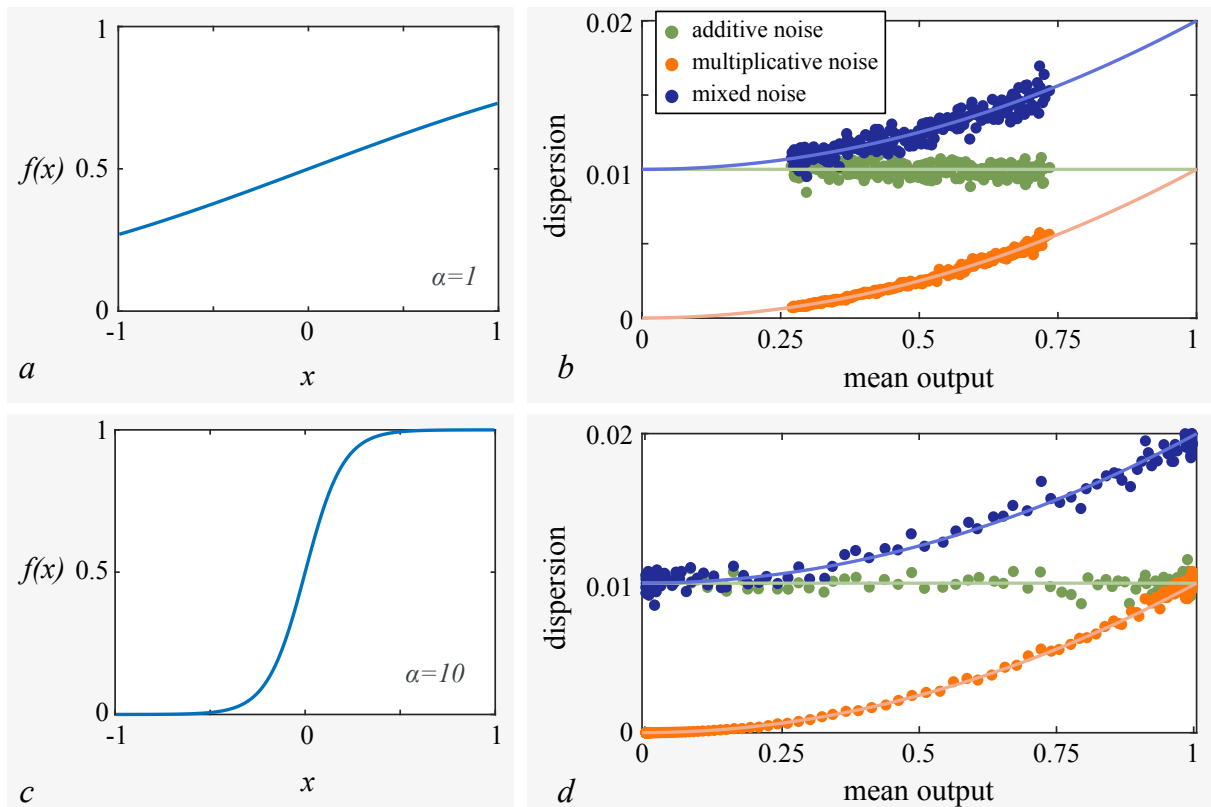 1
f(x) 0.5
0
-1 0 1
α=1
a
x
0.02
additive noise
multiplicative noise
mixed noise
0.01
dispersion
0
0 0.25 0.5 0.75 1
b
mean output
1
f(x) 0.5
0
-1 0 1
α=10
c
x
0.02
0.01
dispersion
0
0 0.25 0.5 0.75 1
d
mean output